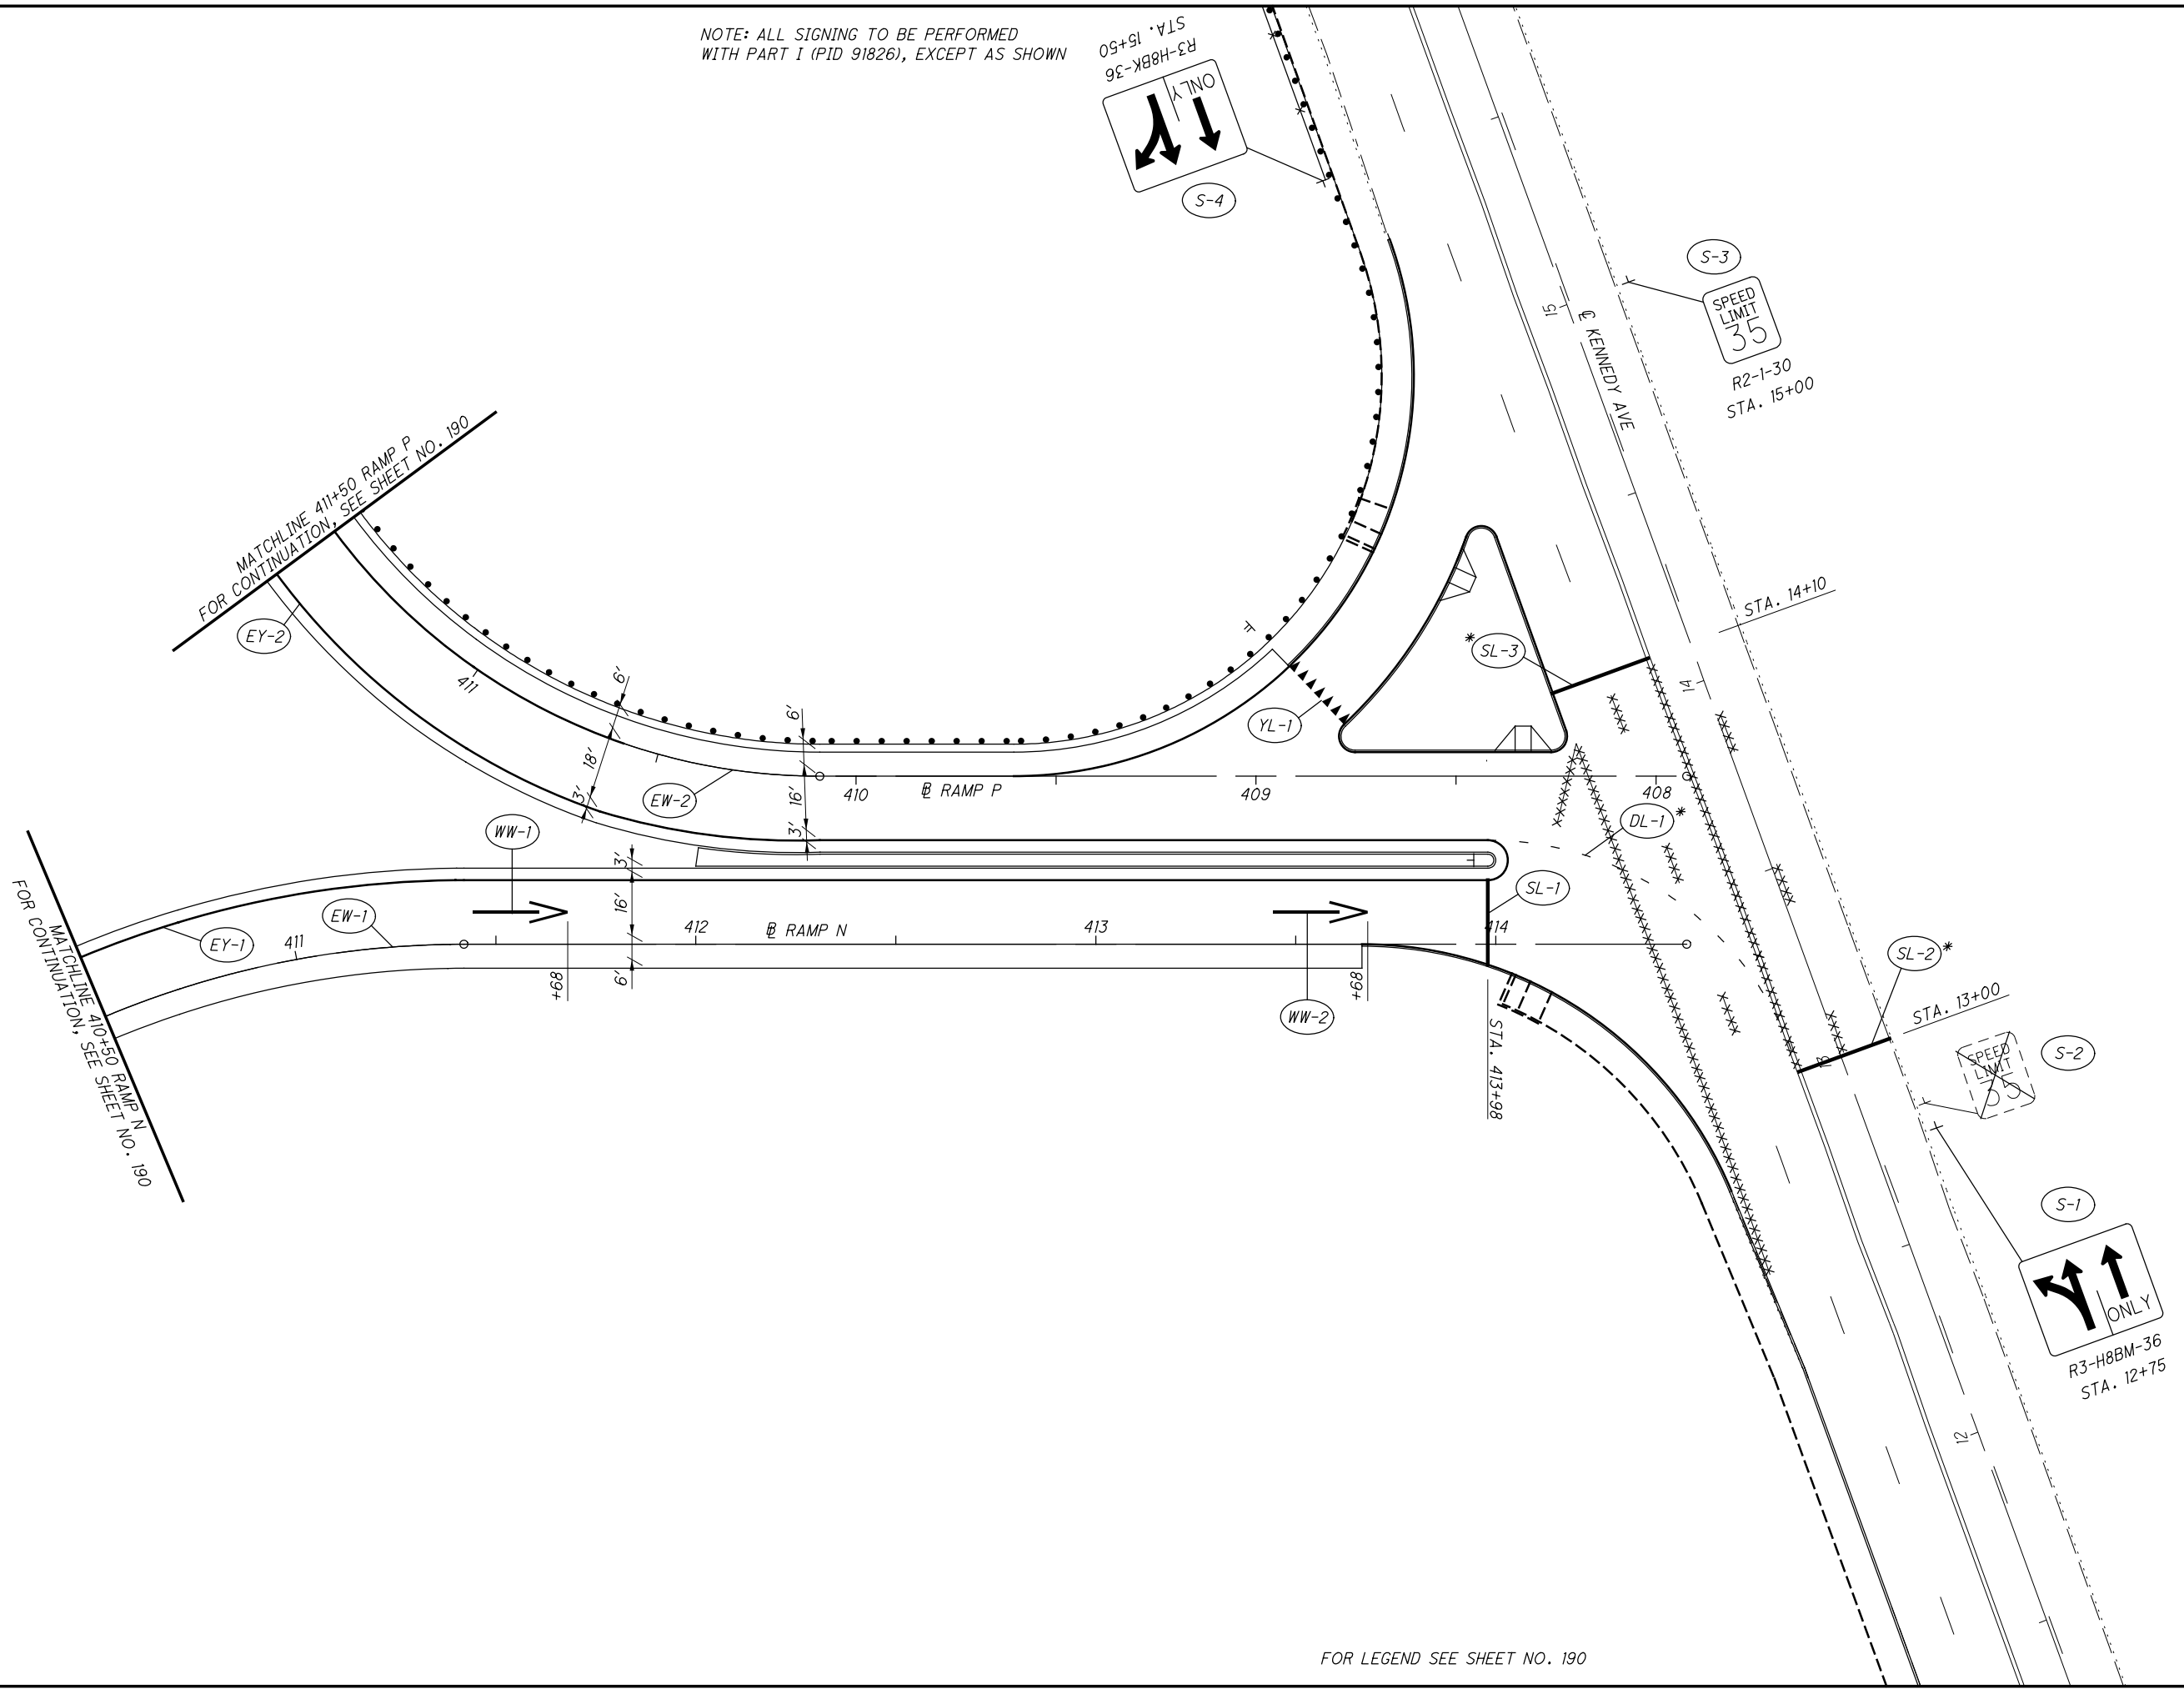 NOTE: ALL SIGNING TO BE PERFORMED
WITH PART I (PID 91826), EXCEPT AS SHOWN
STA. 15+50
R3-H8BK-36
ONLY
S-4
S-3
SPEED
LIMIT
35
R2-1-30
STA. 15+00
15
℄ KENNEDY AVE
MATCHLINE 411+50 RAMP P
FOR CONTINUATION, SEE SHEET NO. 190
EY-2
411
6'
18'
3'
6'
16'
3'
EW-2
410
℄ RAMP P
409
408
YL-1
* SL-3
STA. 14+10
14
DL-1 *
WW-1
3'
16'
6'
SL-1
EW-1
EY-1
411
412
℄ RAMP N
413
414
+68
+68
WW-2
STA. 413+98
MATCHLINE 410+50 RAMP N
FOR CONTINUATION, SEE SHEET NO. 190
SL-2 *
STA. 13+00
13
SPEED
LIMIT
35
S-2
S-1
ONLY
R3-H8BM-36
STA. 12+75
12
FOR LEGEND SEE SHEET NO. 190